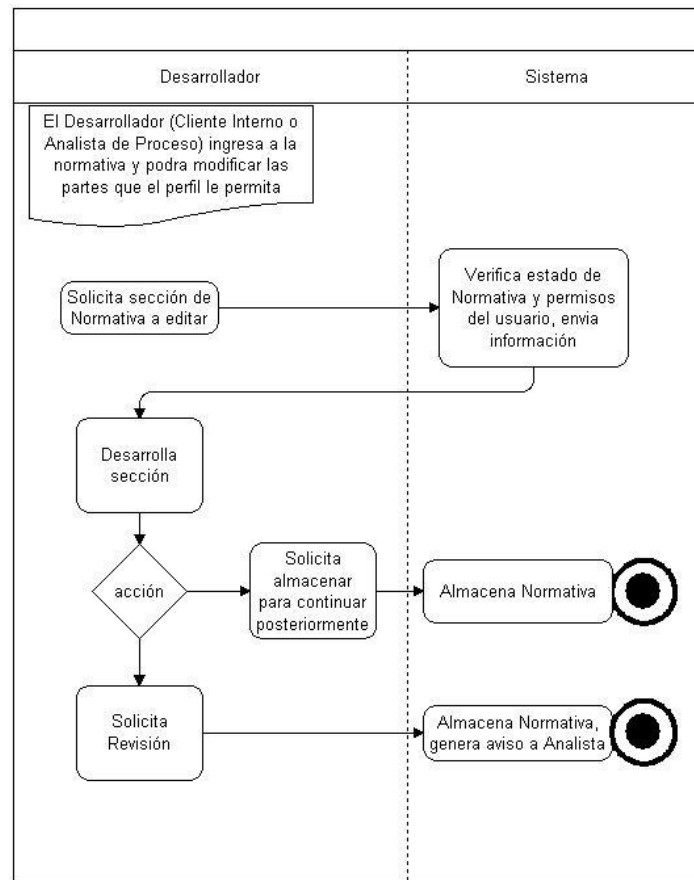 Desarrollador
Sistema
El Desarrollador (Cliente Interno o
Analista de Proceso) ingresa a la
normativa y podra modificar las
partes que el perfil le permita
Solicita sección de
Normativa a editar
Verifica estado de
Normativa y permisos
del usuario, envia
información
Desarrolla
sección
acción
Solicita
almacenar
para continuar
posteriormente
Almacena Normativa
Solicita
Revisión
Almacena Normativa,
genera aviso a Analista